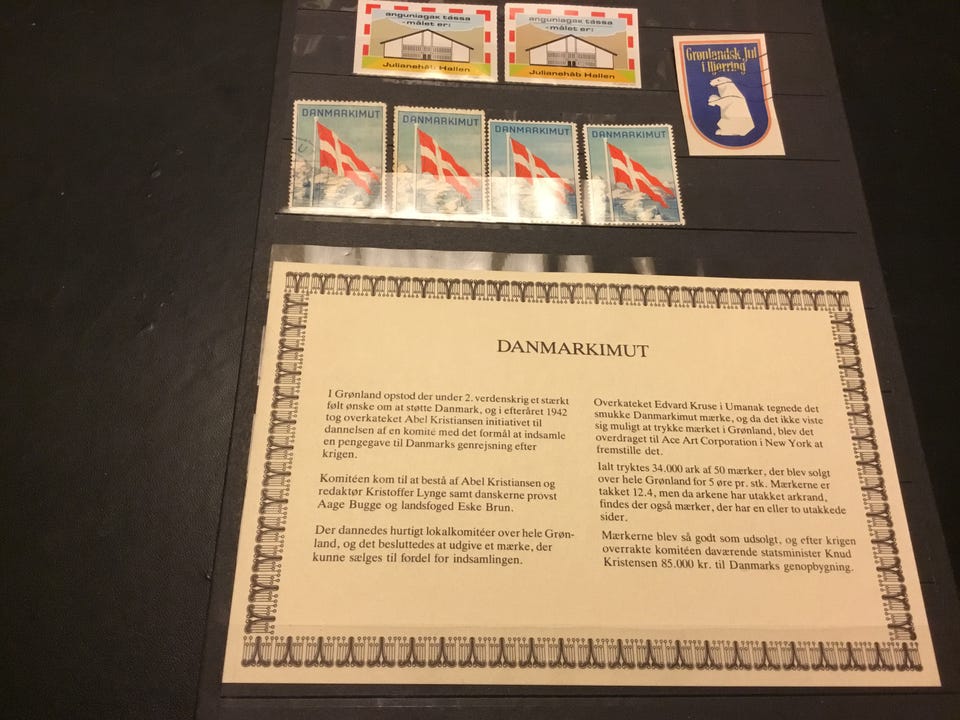 anguniagak tássa
- målet er:
Julianehåb Hallen
anguniagak tássa
- målet er:
Julianehåb Hallen
Grønlandsk Jul
i Hjørring
DANMARKIMUT
DANMARKIMUT
DANMARKIMUT
DANMARKIMUT
DANMARKIMUT
I Grønland opstod der under 2. verdenskrig et stærkt
følt ønske om at støtte Danmark, og i efteråret 1942
tog overkateket Abel Kristiansen initiativet til
dannelsen af en komité med det formål at indsamle
en pengegave til Danmarks genrejsning efter
krigen.
Komitéen kom til at bestå af Abel Kristiansen og
redaktør Kristoffer Lynge samt danskerne provst
Aage Bugge og landsfoged Eske Brun.
Der dannedes hurtigt lokalkomitéer over hele Grøn-
land, og det besluttedes at udgive et mærke, der
kunne sælges til fordel for indsamlingen.
Overkateket Edvard Kruse i Umanak tegnede det
smukke Danmarkimut mærke, og da det ikke viste
sig muligt at trykke mærket i Grønland, blev det
overdraget til Ace Art Corporation i New York at
fremstille det.
Ialt tryktes 34.000 ark af 50 mærker, der blev solgt
over hele Grønland for 5 øre pr. stk. Mærkerne er
takket 12.4, men da arkene har utakket arkrand,
findes der også mærker, der har en eller to utakkede
sider.
Mærkerne blev så godt som udsolgt, og efter krigen
overrakte komitéen daværende statsminister Knud
Kristensen 85.000 kr. til Danmarks genopbygning.